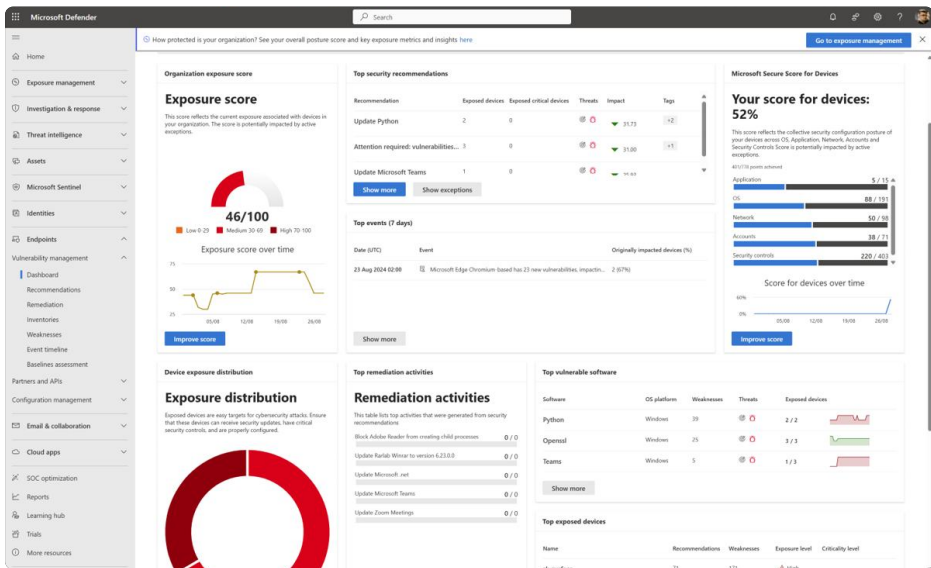 Microsoft Defender
Search
How protected is your organization? See your overall posture score and key exposure metrics and insights here
Go to exposure management
Home
Exposure management
Investigation & response
Threat intelligence
Assets
Microsoft Sentinel
Identities
Endpoints
Vulnerability management
Dashboard
Recommendations
Remediation
Inventories
Weaknesses
Event timeline
Baselines assessment
Partners and APIs
Configuration management
Email & collaboration
Cloud apps
SOC optimization
Reports
Learning hub
Trials
More resources
Organization exposure score
Exposure score
This score reflects the current exposure associated with devices in
your organization. The score is potentially impacted by active
exceptions.
46/100
Low 0-29 Medium 30-69 High 70-100
Exposure score over time
75
50
25
05/08 12/08 19/08 26/08
Improve score
Top security recommendations
Recommendation Exposed devices Exposed critical devices Threats Impact Tags
Update Python 2 0 31.73 +2
Attention required: vulnerabilities... 3 0 31.00 +1
Update Microsoft Teams 1 0
Show more Show exceptions
Top events (7 days)
Date (UTC) Event Originally impacted devices (%)
23 Aug 2024 02:00 Microsoft Edge Chromium-based has 23 new vulnerabilities, impactin... 2 (67%)
Show more
Microsoft Secure Score for Devices
Your score for devices:
52%
This score reflects the collective security configuration posture of
your devices across OS, Application, Network, Accounts and
Security Controls Score is potentially impacted by active
exceptions.
points achieved
Application 5 / 15
OS 88 / 191
Network 50 / 98
Accounts 38 / 71
Security controls 220 / 403
Score for devices over time
60%
0%
05/08 12/08 19/08 26/08
Improve score
Device exposure distribution
Exposure distribution
Exposed devices are easy targets for cybersecurity attacks. Ensure
that these devices can receive security updates, have critical
security controls, and are properly configured.
Top remediation activities
Remediation activities
This table lists top activities that were generated from security
recommendations
Block Adobe Reader from creating child processes 0 / 0
Update Rarlab Winrar to version 6.23.0.0 0 / 0
Update Microsoft .net 0 / 0
Update Microsoft Teams 0 / 0
Update Zoom Meetings 0 / 0
Top vulnerable software
Software OS platform Weaknesses Threats Exposed devices
Python Windows 39 2 / 2
Openssl Windows 25 3 / 3
Teams Windows 5 1 / 3
Show more
Top exposed devices
Name Recommendations Weaknesses Exposure level Criticality level
High